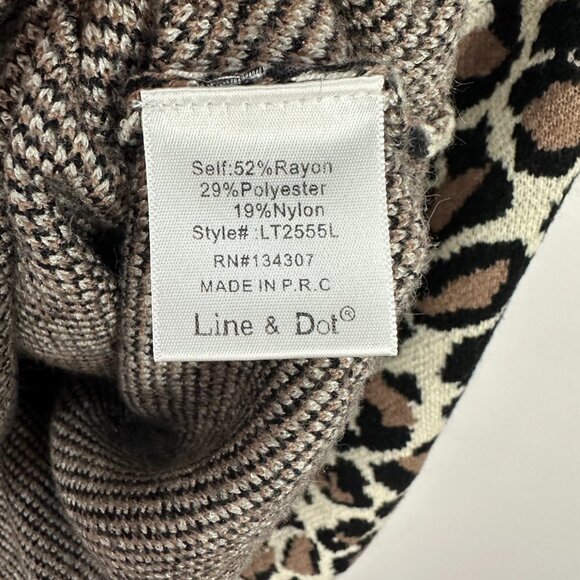 Self:52%Rayon
29%Polyester
19%Nylon
Style# :LT2555L
RN#134307
MADE IN P.R.C
Line & Dot®